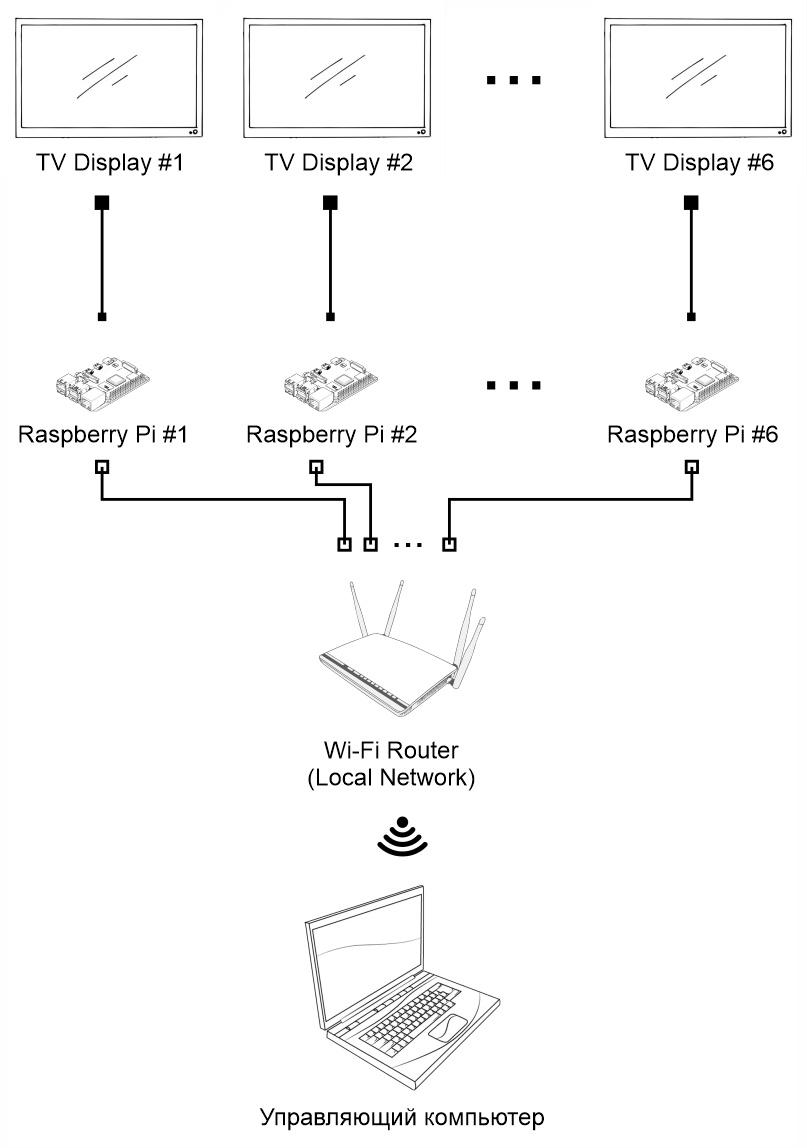 TV Display #1
TV Display #2
TV Display #6
Raspberry Pi #1
Raspberry Pi #2
Raspberry Pi #6
Wi-Fi Router
(Local Network)
Управляющий компьютер